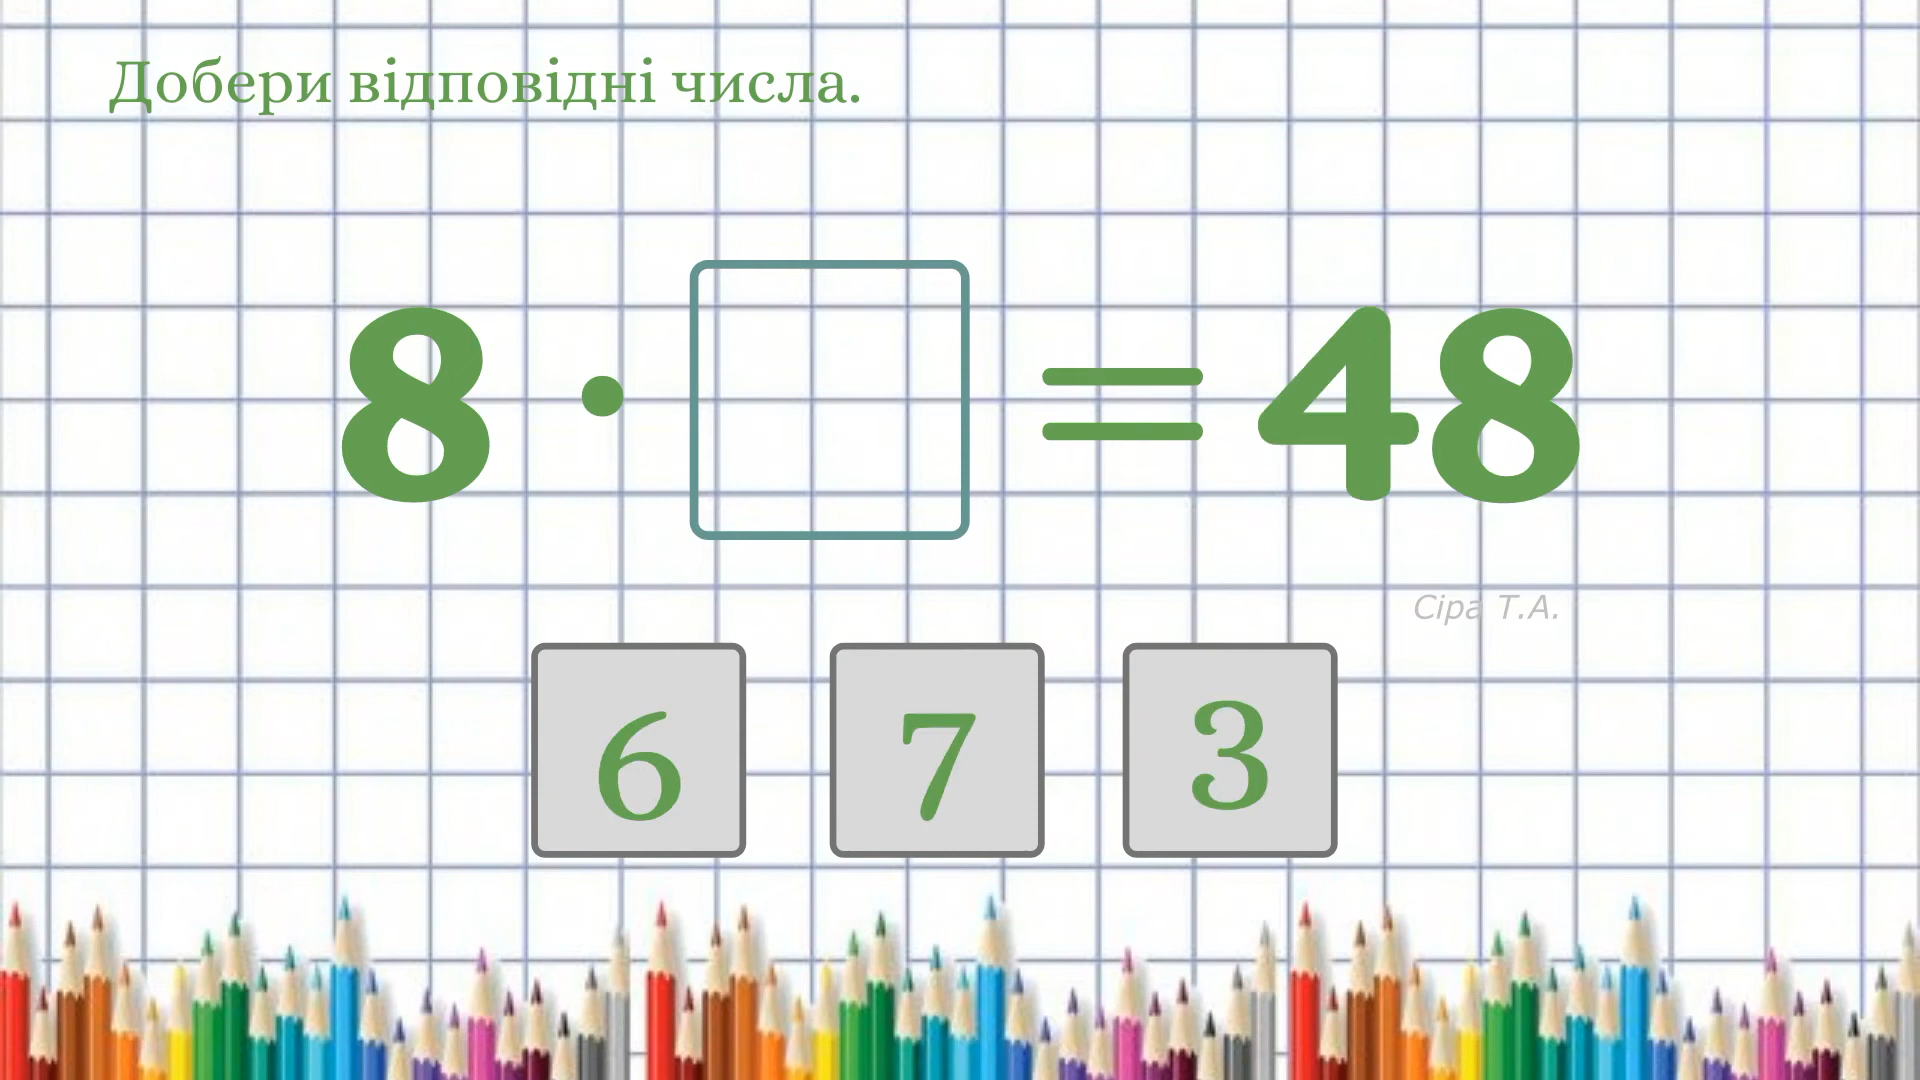 Добери відповідні числа.
8 · = 48
Сіра Т.А.
6 7 3